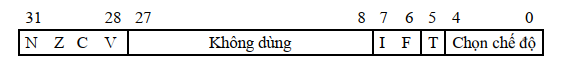 31 28 27 8 7 6 5 4 0
N Z C V Không dùng I F T Chọn chế độ